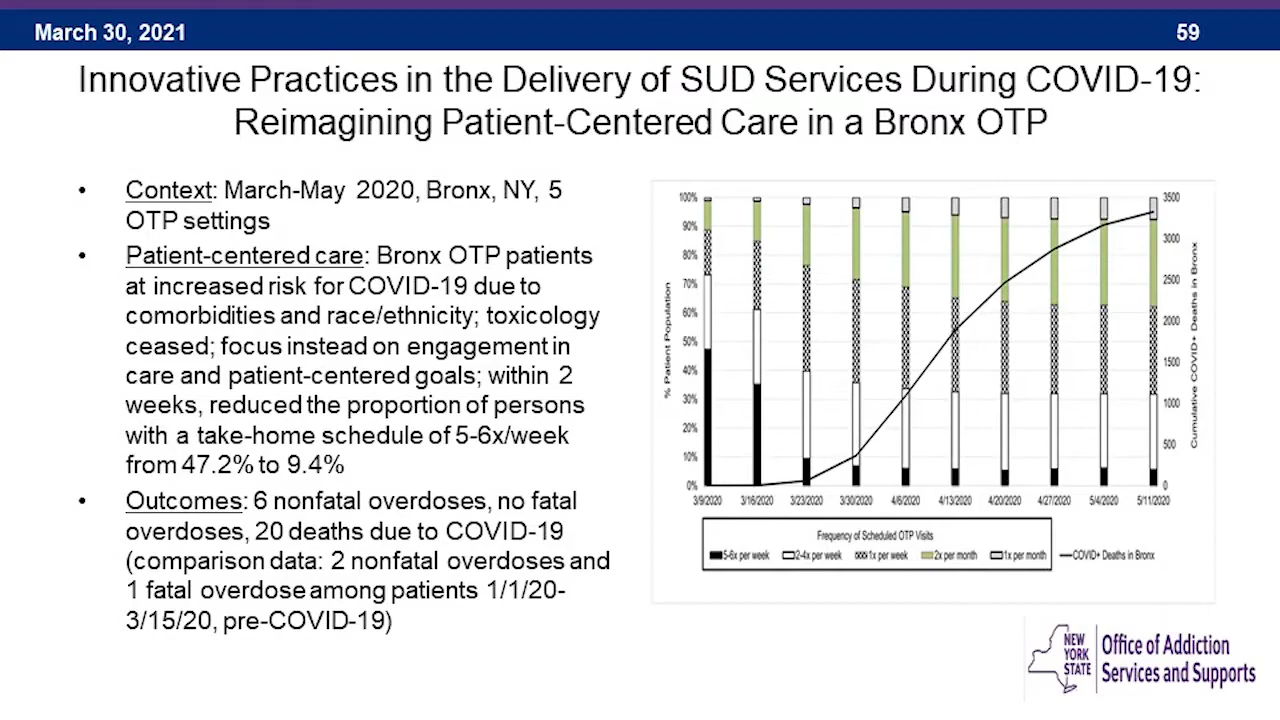 March 30, 2021
59
Innovative Practices in the Delivery of SUD Services During COVID-19:
Reimagining Patient-Centered Care in a Bronx OTP
• Context: March-May 2020, Bronx, NY, 5
OTP settings
• Patient-centered care: Bronx OTP patients
at increased risk for COVID-19 due to
comorbidities and race/ethnicity; toxicology
ceased; focus instead on engagement in
care and patient-centered goals; within 2
weeks, reduced the proportion of persons
with a take-home schedule of 5-6x/week
from 47.2% to 9.4%
• Outcomes: 6 nonfatal overdoses, no fatal
overdoses, 20 deaths due to COVID-19
(comparison data: 2 nonfatal overdoses and
1 fatal overdose among patients 1/1/20-
3/15/20, pre-COVID-19)
% Patient Population
100%
90%
80%
70%
60%
50%
40%
30%
20%
10%
0%
3500
3000
2500
2000
1500
1000
500
0
Cumulative COVID+ Deaths in Bronx
3/9/2020 3/16/2020 3/23/2020 3/30/2020 4/6/2020 4/13/2020 4/20/2020 4/27/2020 5/4/2020 5/11/2020
Frequency of Scheduled OTP Visits
5-6x per week 2-4x per week 1x per week 2x per month 1x per month COVID+ Deaths in Bronx
NEW
YORK
STATE
Office of Addiction
Services and Supports